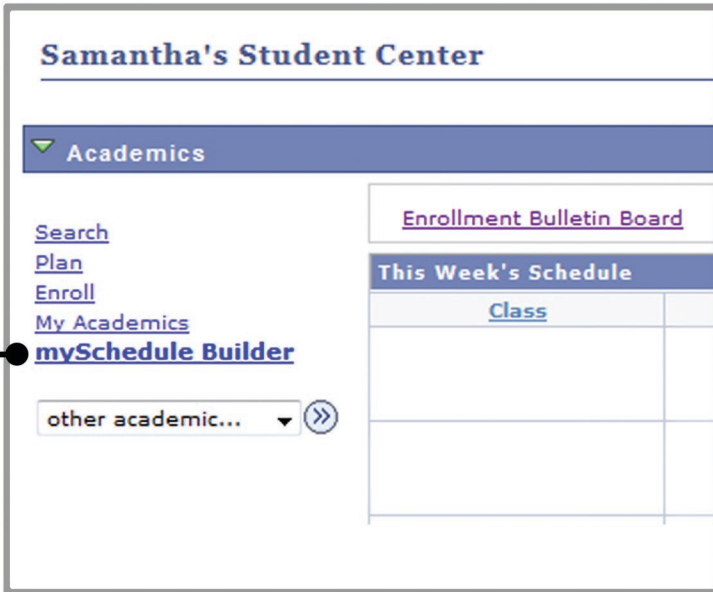 Samantha's Student Center
Academics
Search
Plan
Enroll
My Academics
mySchedule Builder
other academic...
Enrollment Bulletin Board
This Week's Schedule
Class